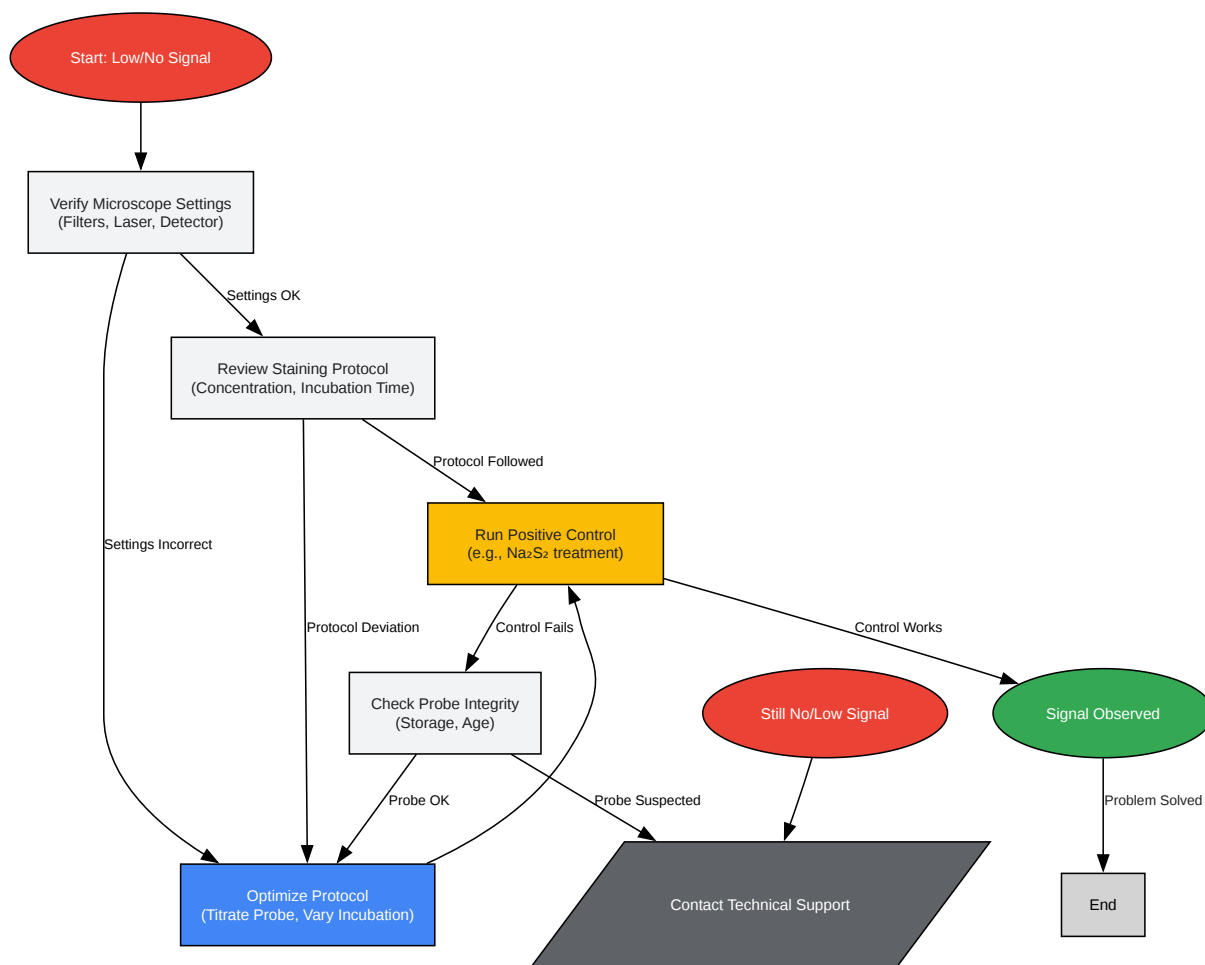 Start: Low/No Signal
Verify Microscope Settings
(Filters, Laser, Detector)
Settings OK
Review Staining Protocol
(Concentration, Incubation Time)
Protocol Followed
Run Positive Control
(e.g., Na₂S₂ treatment)
Settings Incorrect
Protocol Deviation
Control Fails
Control Works
Check Probe Integrity
(Storage, Age)
Still No/Low Signal
Signal Observed
Probe OK
Probe Suspected
Problem Solved
Optimize Protocol
(Titrate Probe, Vary Incubation)
Contact Technical Support
End